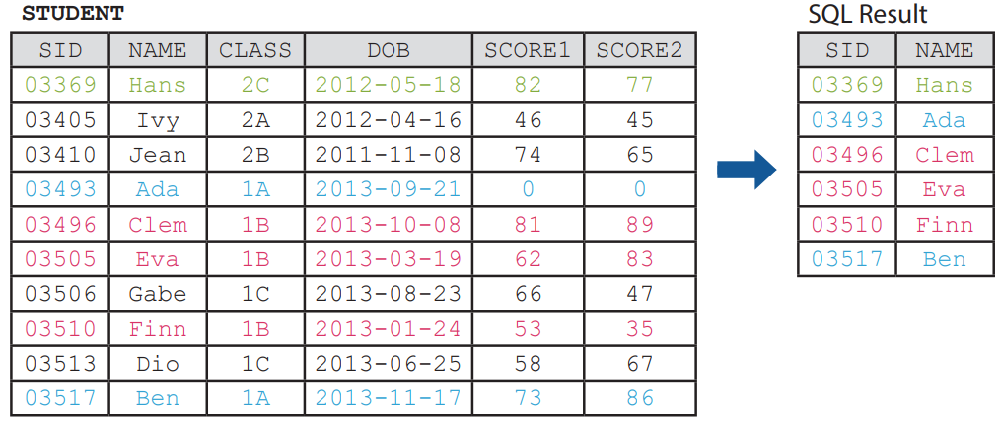 STUDENT
SID NAME CLASS DOB SCORE1 SCORE2
03369 Hans 2C 2012-05-18 82 77
03405 Ivy 2A 2012-04-16 46 45
03410 Jean 2B 2011-11-08 74 65
03493 Ada 1A 2013-09-21 0 0
03496 Clem 1B 2013-10-08 81 89
03505 Eva 1B 2013-03-19 62 83
03506 Gabe 1C 2013-08-23 66 47
03510 Finn 1B 2013-01-24 53 35
03513 Dio 1C 2013-06-25 58 67
03517 Ben 1A 2013-11-17 73 86
SQL Result
SID NAME
03369 Hans
03493 Ada
03496 Clem
03505 Eva
03510 Finn
03517 Ben